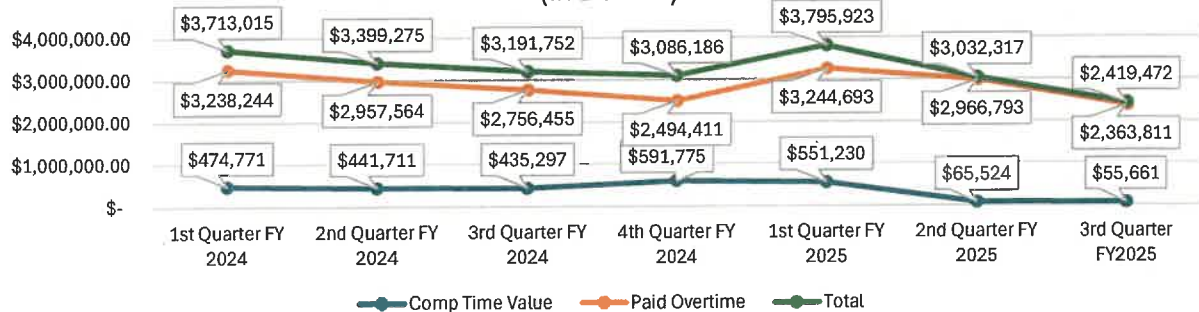 $3,713,015
$3,399,275
$3,191,752
$3,086,186
$3,795,923
$3,032,317
$2,419,472
$4,000,000.00
$3,000,000.00
$2,000,000.00
$1,000,000.00
$-
$3,238,244
$2,957,564
$2,756,455
$2,494,411
$3,244,693
$2,966,793
$2,363,811
$474,771
$441,711
$435,297
$591,775
$551,230
$65,524
$55,661
1st Quarter FY
2024
2nd Quarter FY
2024
3rd Quarter FY
2024
4th Quarter FY
2024
1st Quarter FY
2025
2nd Quarter FY
2025
3rd Quarter
FY2025
Comp Time Value
Paid Overtime
Total